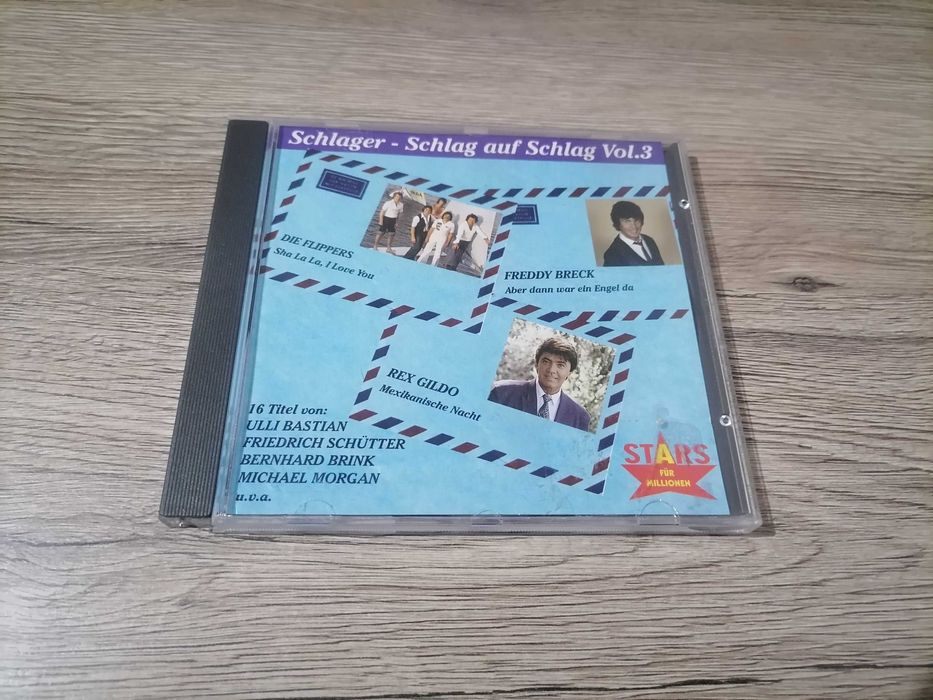 Schlager - Schlag auf Schlag Vol.3
DIE FLIPPERS
Sha La La, I Love You
FREDDY BRECK
Aber dann war ein Engel da
REX GILDO
Mexikanische Nacht
16 Titel von:
ULLI BASTIAN
FRIEDRICH SCHÜTTER
BERNHARD BRINK
MICHAEL MORGAN
u.v.a.
STARS
FÜR
MILLIONEN